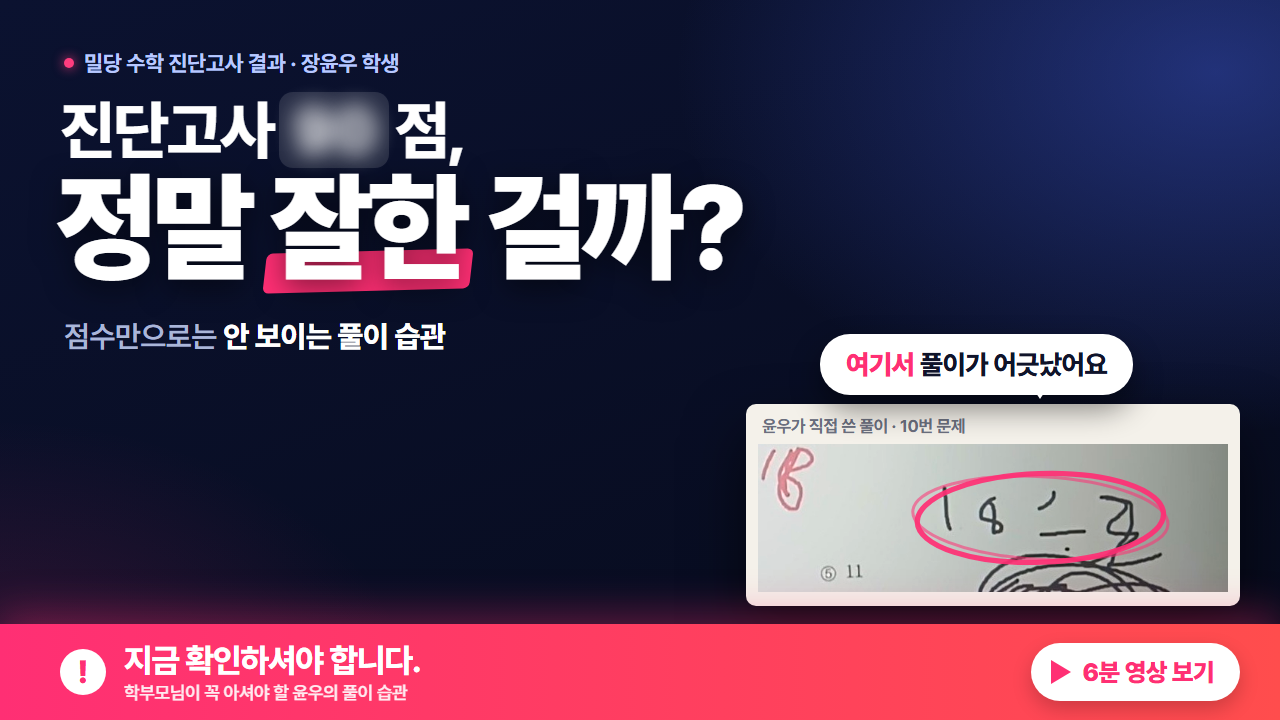 밀당 수학 진단고사 결과 · 장윤우 학생
진단고사 점,
정말 잘한 걸까?
점수만으로는 안 보이는 풀이 습관
여기서 풀이가 어긋났어요
윤우가 직접 쓴 풀이 · 10번 문제
18
⑤ 11
! 지금 확인하셔야 합니다.
학부모님이 꼭 아셔야 할 윤우의 풀이 습관
▶ 6분 영상 보기